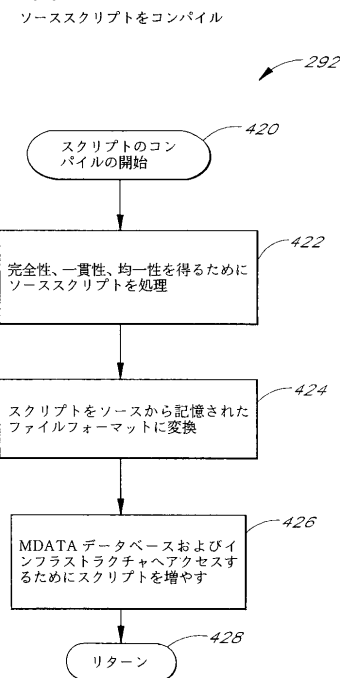 ソーススクリプトをコンパイル
292
420
スクリプトのコン
パイルの開始
422
完全性、一貫性、均一性を得るために
ソーススクリプトを処理
424
スクリプトをソースから記憶された
ファイルフォーマットに変換
426
MDATA データベースおよびイ
ンフラストラクチャへアクセスす
るためにスクリプトを増やす
428
リターン